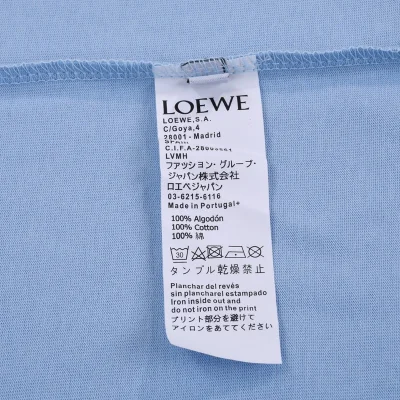 LOEWE
LOEWE,S.A.
C/Goya,4
28001 - Madrid
SPAIN
LVMH
ファッション・グループ・
ジャパン株式会社
ロエベジャパン
03-6215-6116
Made in Portugal+
100% Algodón
100% Cotton
100% 綿
30
タンブル乾燥禁止
Planchar del revés
sin planchar el estampado
Iron inside out and
do not iron on the print
プリント部分を避けて
アイロンをあててください